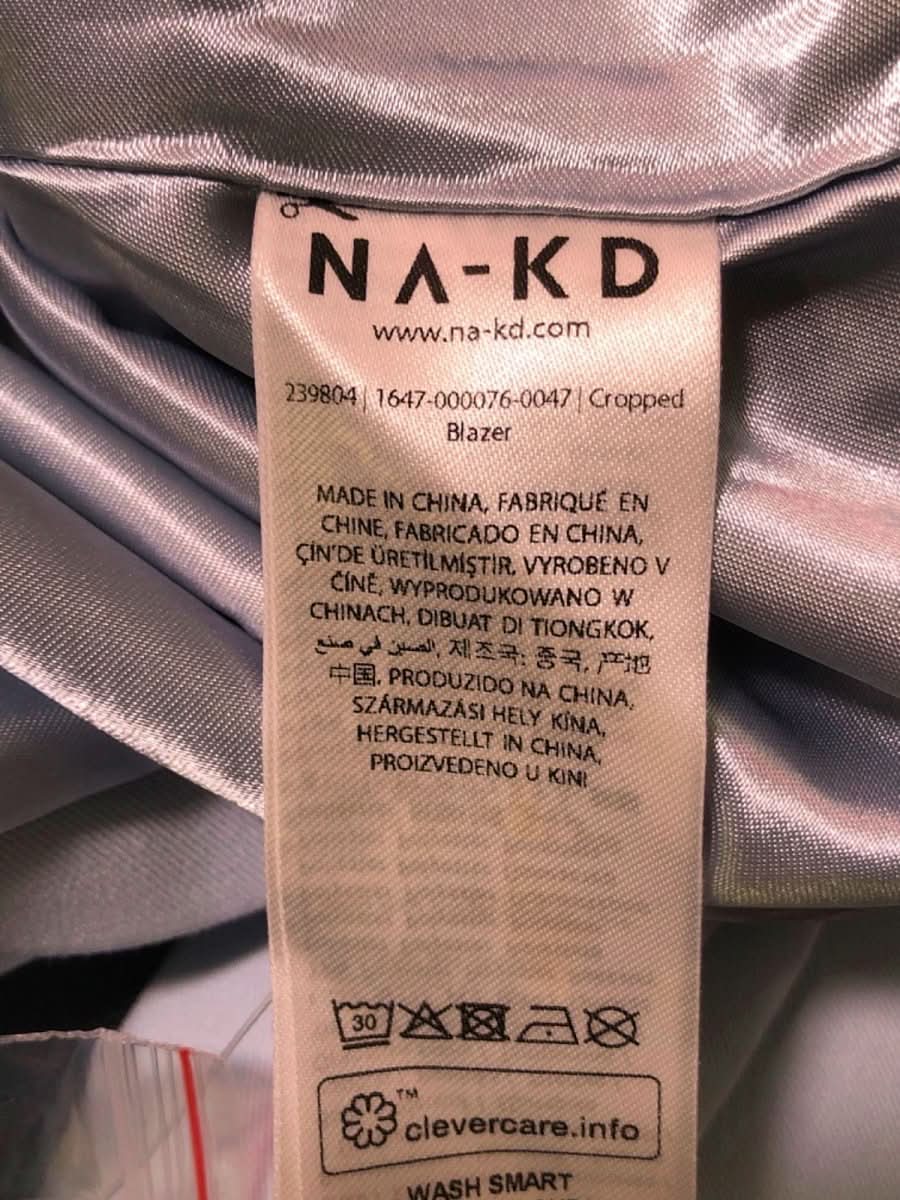 NA-KD
www.na-kd.com
239804 | 1647-000076-0047 | Cropped
Blazer
MADE IN CHINA, FABRIQUÉ EN
CHINE, FABRICADO EN CHINA,
ÇİN'DE ÜRETİLMİŞTİR, VYROBENO V
ČÍNĚ, WYPRODUKOWANO W
CHINACH, DIBUAT DI TIONGKOK,
الصين في صنع, 제조국: 중국, 产地
中国, PRODUZIDO NA CHINA,
SZÁRMAZÁSI HELY KÍNA,
HERGESTELLT IN CHINA,
PROIZVEDENO U KINI
30
clevercare.info™
WASH SMART